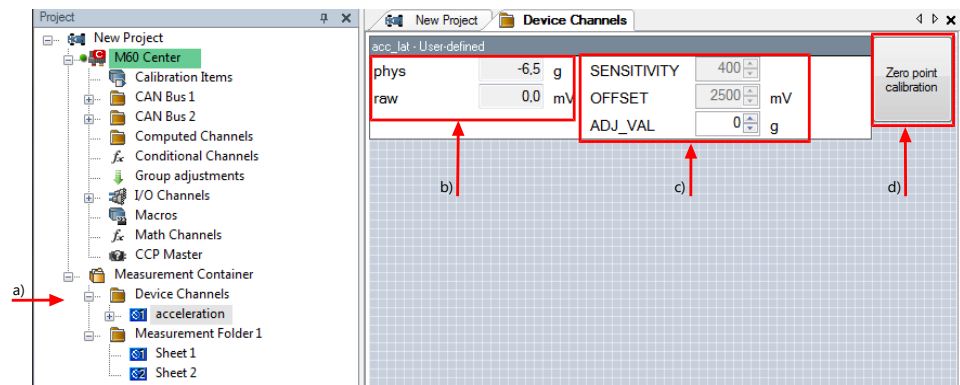 Project
New Project
M60 Center
Calibration Items
CAN Bus 1
CAN Bus 2
Computed Channels
fx Conditional Channels
Group adjustments
I/O Channels
Macros
fx Math Channels
CCP Master
Measurement Container
a)
Device Channels
acceleration
Measurement Folder 1
Sheet 1
Sheet 2
New Project
Device Channels
acc_lat - User-defined
phys -6,5 g
raw 0,0 mV
SENSITIVITY 400
OFFSET 2500 mV
ADJ_VAL 0 g
Zero point
calibration
b)
c)
d)